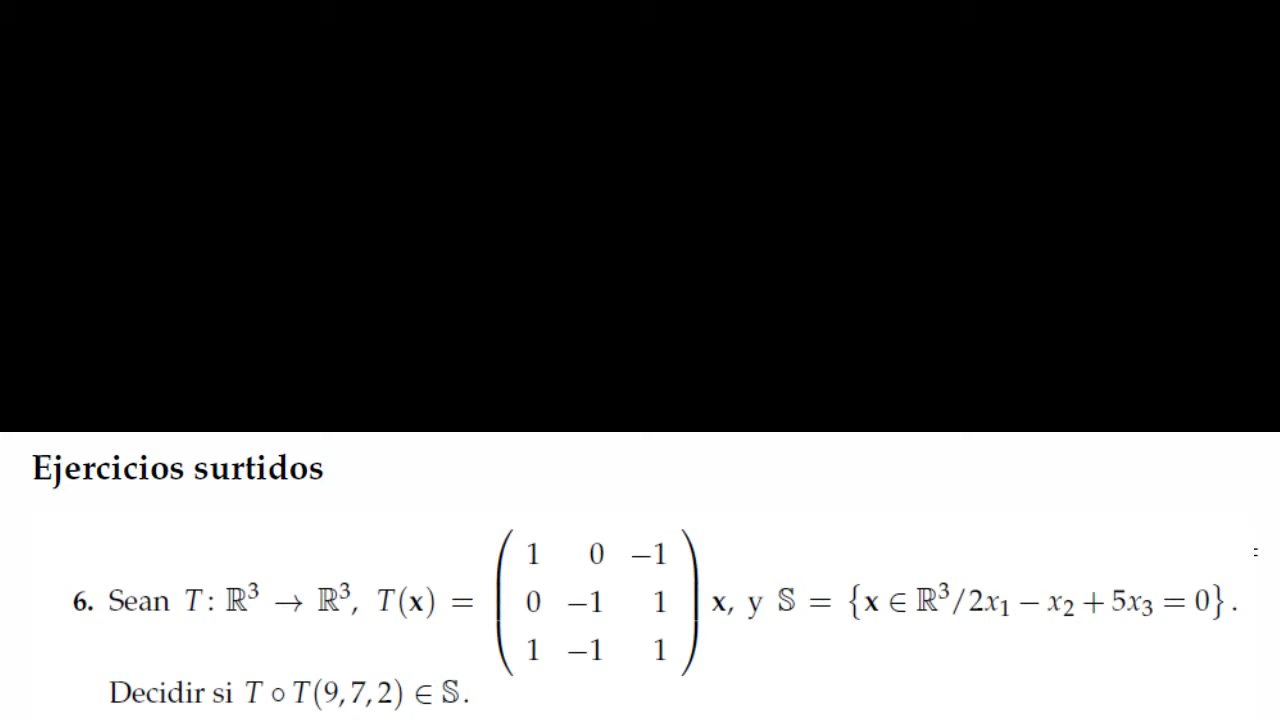 Ejercicios surtidos
6. Sean T: ℝ³ → ℝ³, T(x) = ( 1 0 −1
0 −1 1
1 −1 1 ) x, y 𝕊 = {x ∈ ℝ³/2x₁ − x₂ + 5x₃ = 0}.
Decidir si T ∘ T(9, 7, 2) ∈ 𝕊.